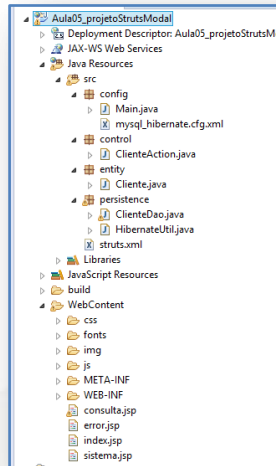 Aula05_projetoStrutsModal
Deployment Descriptor: Aula05_projetoStrutsM
JAX-WS Web Services
Java Resources
src
config
Main.java
mysql_hibernate.cfg.xml
control
ClienteAction.java
entity
Cliente.java
persistence
ClienteDao.java
HibernateUtil.java
struts.xml
Libraries
JavaScript Resources
build
WebContent
css
fonts
img
js
META-INF
WEB-INF
consulta.jsp
error.jsp
index.jsp
sistema.jsp